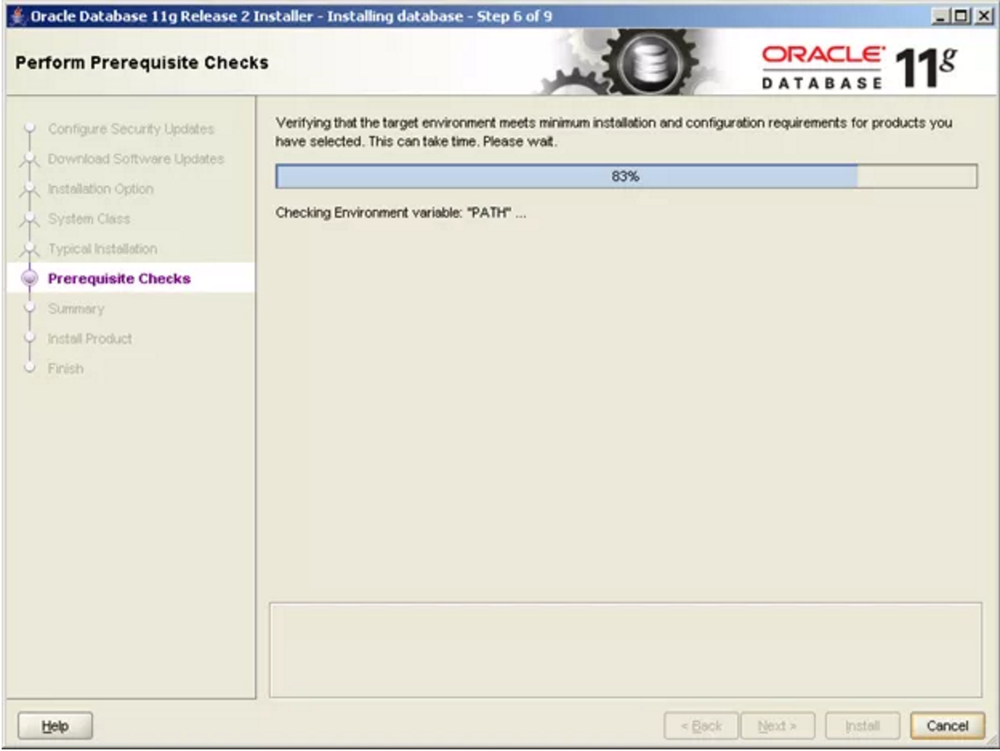 Oracle Database 11g Release 2 Installer - Installing database - Step 6 of 9
Perform Prerequisite Checks
ORACLE 11g
DATABASE
Configure Security Updates
Download Software Updates
Installation Option
System Class
Typical Installation
Prerequisite Checks
Summary
Install Product
Finish
Verifying that the target environment meets minimum installation and configuration requirements for products you
have selected. This can take time. Please wait.
83%
Checking Environment variable: "PATH" ...
Help
< Back
Next >
Install
Cancel